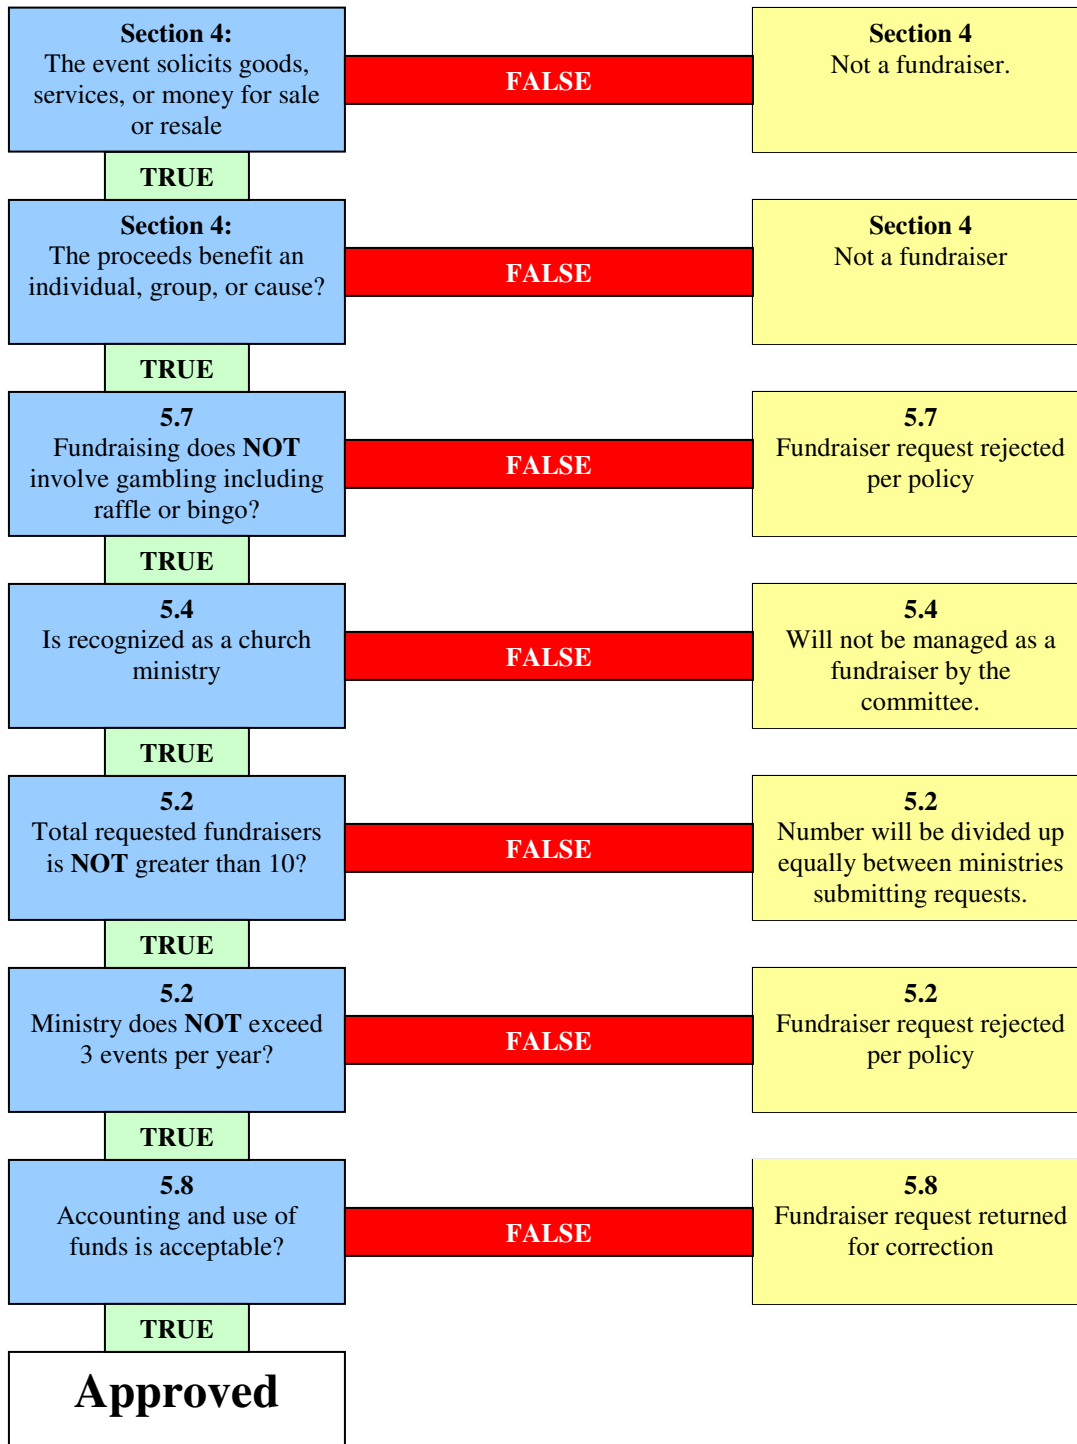 Section 4:
The event solicits goods,
services, or money for sale
or resale
FALSE
Section 4
Not a fundraiser.
TRUE
Section 4:
The proceeds benefit an
individual, group, or cause?
FALSE
Section 4
Not a fundraiser
TRUE
5.7
Fundraising does NOT
involve gambling including
raffle or bingo?
FALSE
5.7
Fundraiser request rejected
per policy
TRUE
5.4
Is recognized as a church
ministry
FALSE
5.4
Will not be managed as a
fundraiser by the
committee.
TRUE
5.2
Total requested fundraisers
is NOT greater than 10?
FALSE
5.2
Number will be divided up
equally between ministries
submitting requests.
TRUE
5.2
Ministry does NOT exceed
3 events per year?
FALSE
5.2
Fundraiser request rejected
per policy
TRUE
5.8
Accounting and use of
funds is acceptable?
FALSE
5.8
Fundraiser request returned
for correction
TRUE
Approved